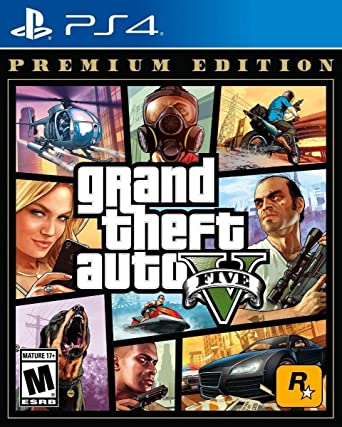 PS4
PREMIUM EDITION
grand
theft
auto
V
FIVE
MATURE 17+
M
ESRB
R